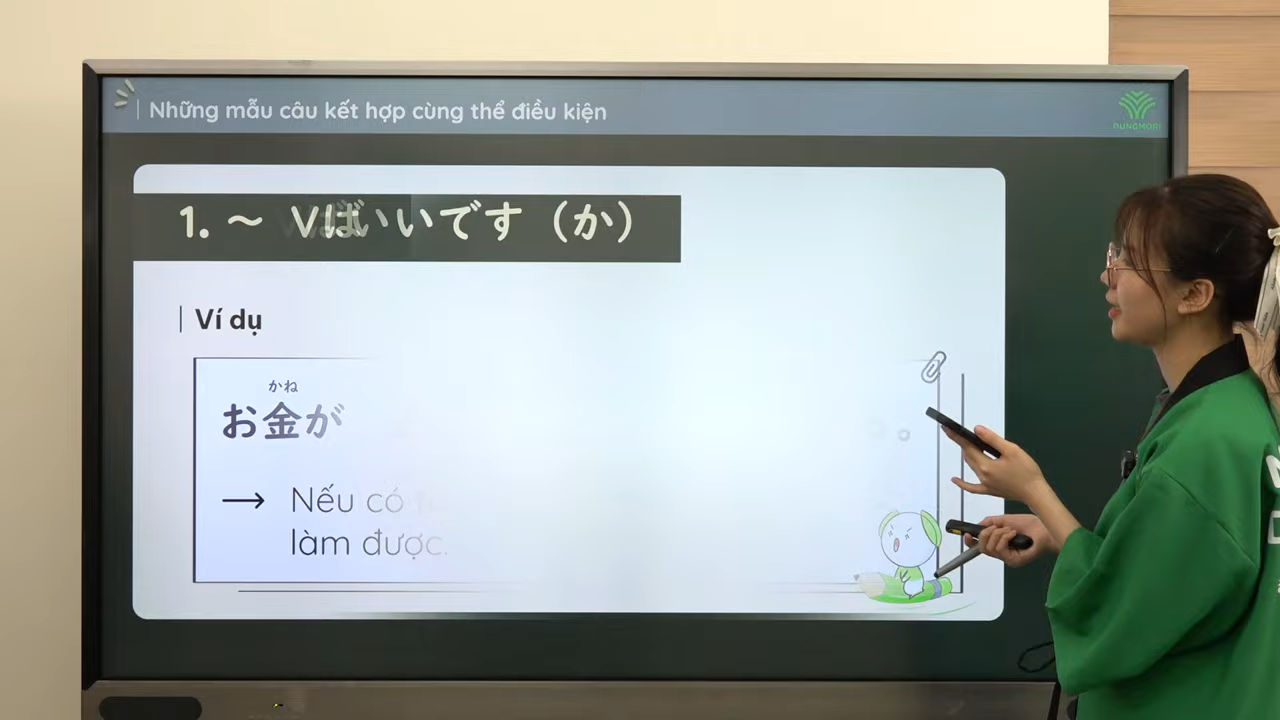 Những mẫu câu kết hợp cùng thể điều kiện
DUNGMORI
1. ～ Vばいいです（か）
Ví dụ
かね
お金が
→ Nếu có
làm được.